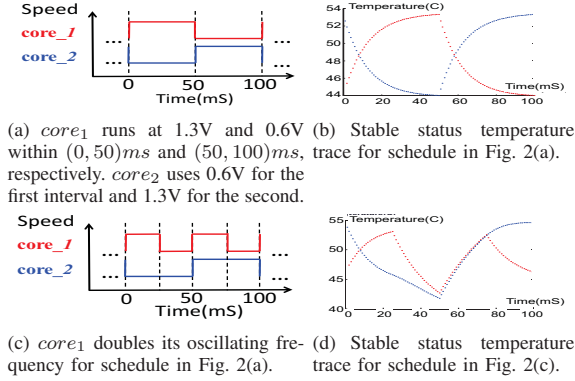 Speed
core_1
core_2
0 50 100
Time(mS)
Temperature(C)
54
52
50
48
46
44
Time(mS)
0 20 40 60 80 100
(a) core1 runs at 1.3V and 0.6V
within (0, 50)ms and (50, 100)ms,
respectively. core2 uses 0.6V for the
first interval and 1.3V for the second.
(b) Stable status temperature
trace for schedule in Fig. 2(a).
Speed
core_1
core_2
0 50 100
Time(mS)
Temperature(C)
55
50
45
40
Time(mS)
0 20 40 60 80 100
(c) core1 doubles its oscillating fre-
quency for schedule in Fig. 2(a).
(d) Stable status temperature
trace for schedule in Fig. 2(c).